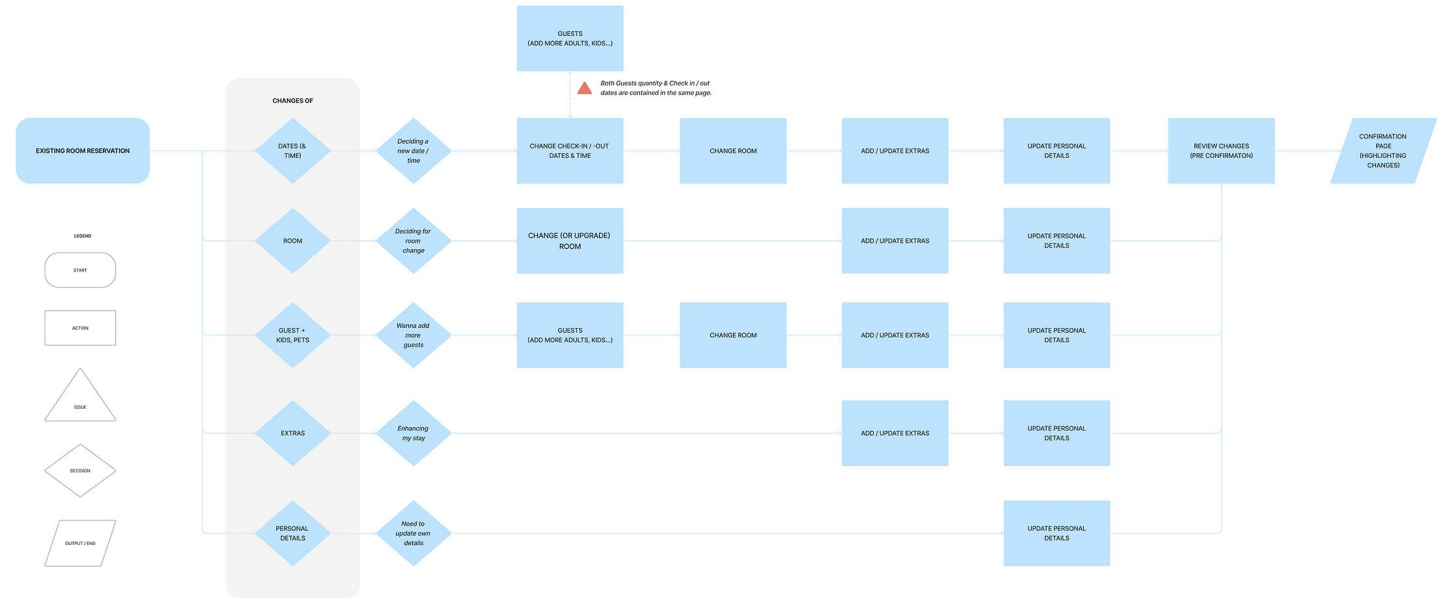 GUESTS
(ADD MORE ADULTS, KIDS...)
Both Guests quantity & Check in / out
dates are contained in the same page.
CHANGES OF
EXISTING ROOM RESERVATION
DATES (&
TIME)
Deciding a
new date /
time
CHANGE CHECK-IN / -OUT
DATES & TIME
CHANGE ROOM
ADD / UPDATE EXTRAS
UPDATE PERSONAL
DETAILS
REVIEW CHANGES
(PRE CONFIRMATON)
CONFIRMATION
PAGE
(HIGHLIGHTING
CHANGES)
ROOM
Deciding for
room
change
CHANGE (OR UPGRADE)
ROOM
ADD / UPDATE EXTRAS
UPDATE PERSONAL
DETAILS
GUEST +
KIDS, PETS
Wanna add
more
guests
GUESTS
(ADD MORE ADULTS, KIDS...)
CHANGE ROOM
ADD / UPDATE EXTRAS
UPDATE PERSONAL
DETAILS
EXTRAS
Enhancing
my stay
ADD / UPDATE EXTRAS
UPDATE PERSONAL
DETAILS
PERSONAL
DETAILS
Need to
update own
details
UPDATE PERSONAL
DETAILS
LEGEND
START
ACTION
ISSUE
DECISION
OUTPUT / END